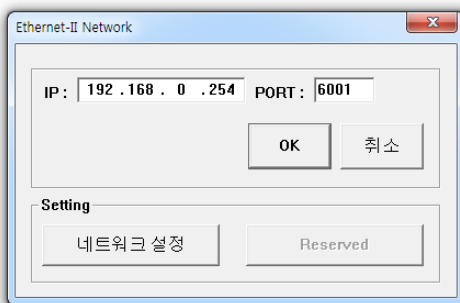 Ethernet-II Network
IP : 192 .168 . 0 .254 PORT : 6001
OK 취소
Setting
네트워크 설정 Reserved